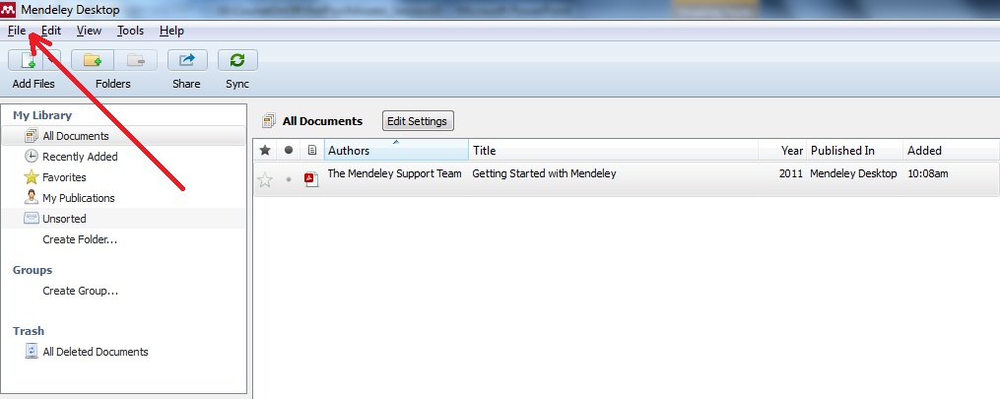 Mendeley Desktop
File Edit View Tools Help
Add Files Folders Share Sync
My Library
All Documents
Recently Added
Favorites
My Publications
Unsorted
Create Folder...
Groups
Create Group...
Trash
All Deleted Documents
All Documents Edit Settings
Authors Title Year Published In Added
The Mendeley Support Team Getting Started with Mendeley 2011 Mendeley Desktop 10:08am